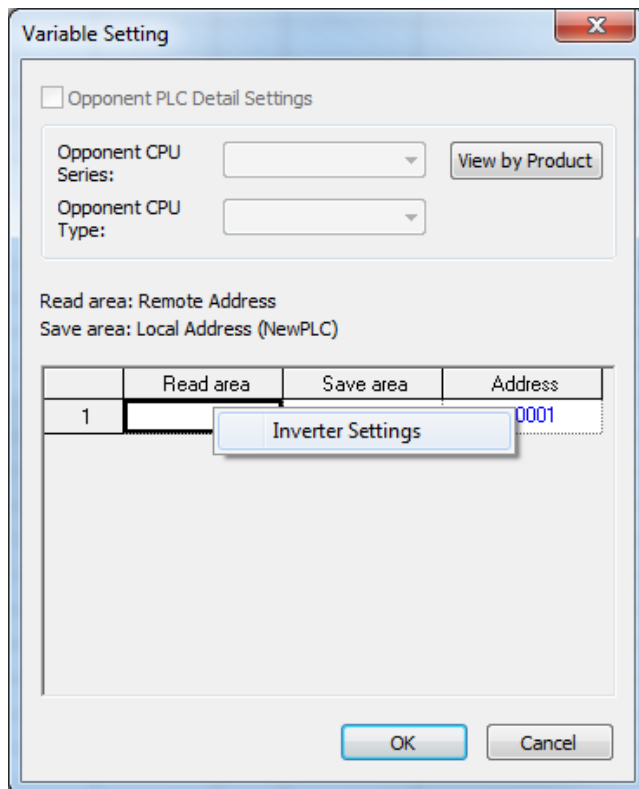 Variable Setting
Opponent PLC Detail Settings
Opponent CPU
Series:
View by Product
Opponent CPU
Type:
Read area: Remote Address
Save area: Local Address (NewPLC)
Read area Save area Address
1 0001
Inverter Settings
OK Cancel